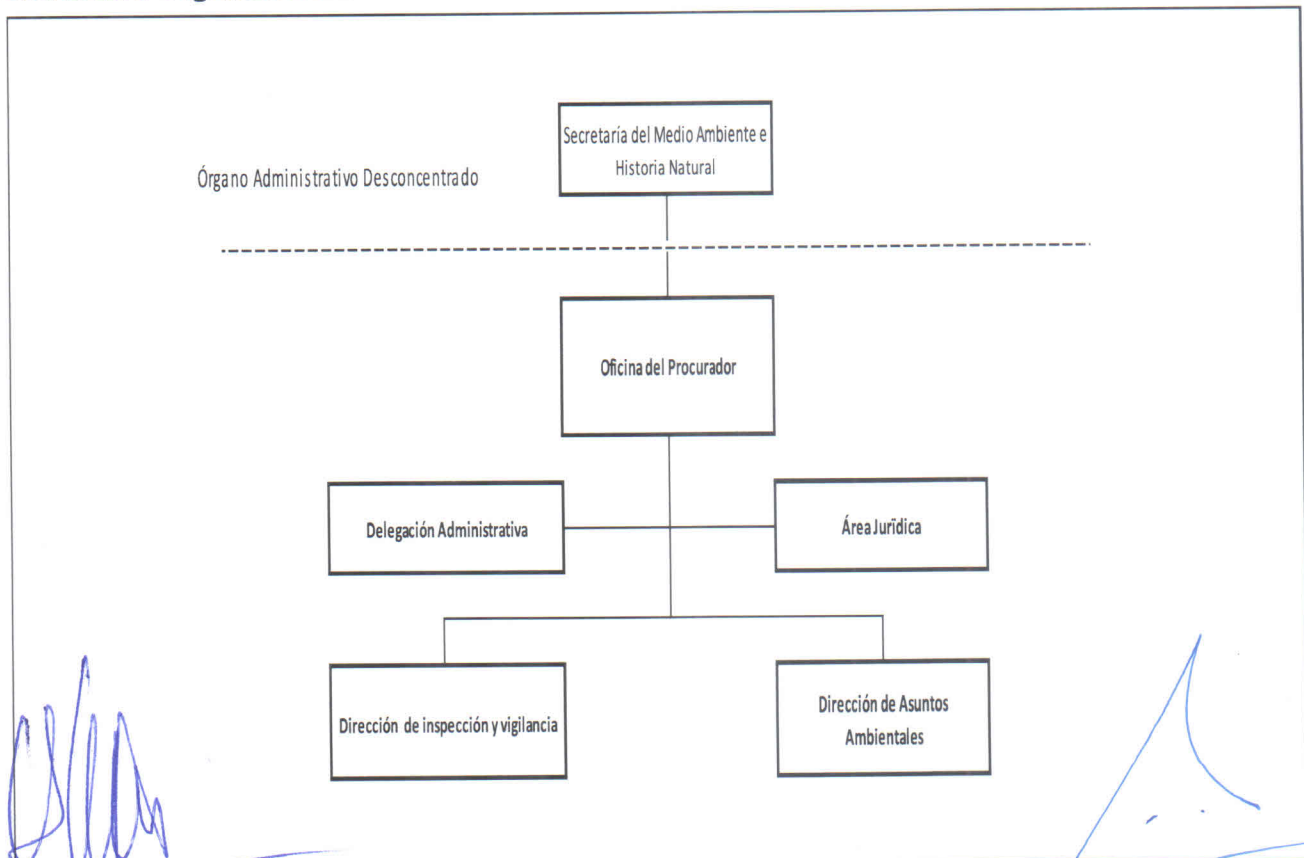 Secretaría del Medio Ambiente e
Historia Natural
Órgano Administrativo Desconcentrado
Oficina del Procurador
Delegación Administrativa
Área Jurïdica
Dirección de inspección y vigilancia
Dirección de Asuntos
Ambientales